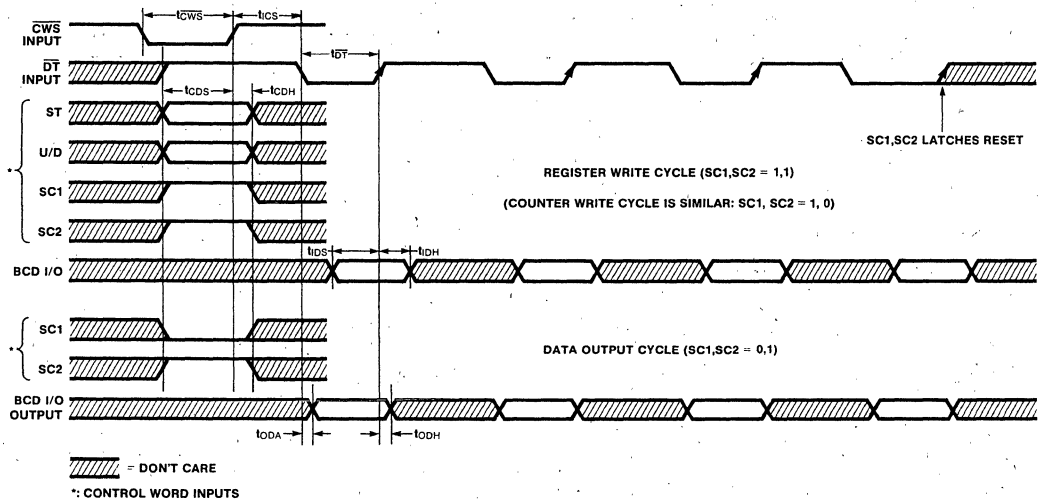 tCWS tICS
CWS
INPUT
tDT
DT
INPUT
tCDS tCDH
ST
SC1,SC2 LATCHES RESET
U/D
*
REGISTER WRITE CYCLE (SC1,SC2 = 1,1)
SC1
(COUNTER WRITE CYCLE IS SIMILAR: SC1, SC2 = 1, 0)
SC2
tIDS tIDH
BCD I/O
SC1
*
DATA OUTPUT CYCLE (SC1,SC2 = 0,1)
SC2
BCD I/O
OUTPUT
tODA tODH
= DON'T CARE
*: CONTROL WORD INPUTS